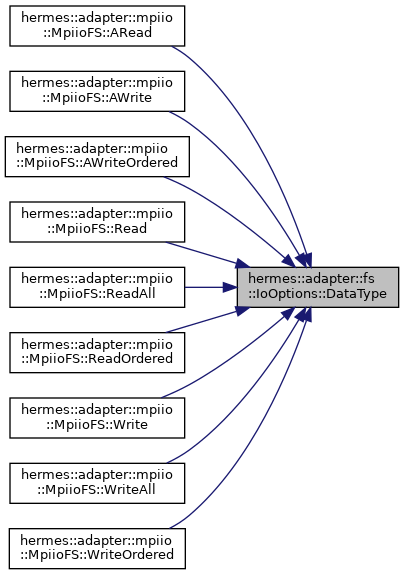 hermes::adapter::mpiio
::MpiioFS::ARead
hermes::adapter::mpiio
::MpiioFS::AWrite
hermes::adapter::mpiio
::MpiioFS::AWriteOrdered
hermes::adapter::mpiio
::MpiioFS::Read
hermes::adapter::mpiio
::MpiioFS::ReadAll
hermes::adapter::fs
::IoOptions::DataType
hermes::adapter::mpiio
::MpiioFS::ReadOrdered
hermes::adapter::mpiio
::MpiioFS::Write
hermes::adapter::mpiio
::MpiioFS::WriteAll
hermes::adapter::mpiio
::MpiioFS::WriteOrdered